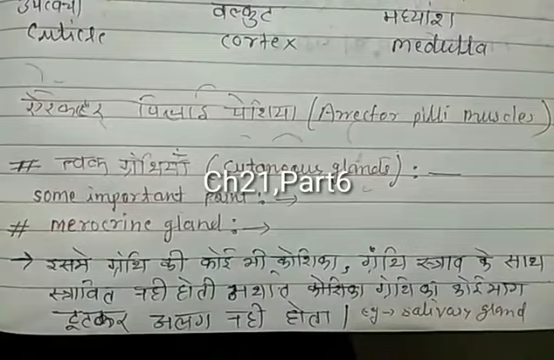 उपत्वचा वल्कुट मध्यांश
Cuticle cortex medulla
ऐरेक्टर पिलाई पेशिया (Arrector pilli muscles)
# त्वक ग्रंथियाँ (cutaneous glands) : —
Ch21,Part6
some important point : →
# merocrine gland : →
→ इसमे ग्रंथि की कोई भी कोशिका, ग्रंथि स्त्राव के साथ
स्त्रावित नही होती अर्थात कोशिका ग्रंथि का कोई भाग
टूटकर अलग नही होता | eg → salivary gland